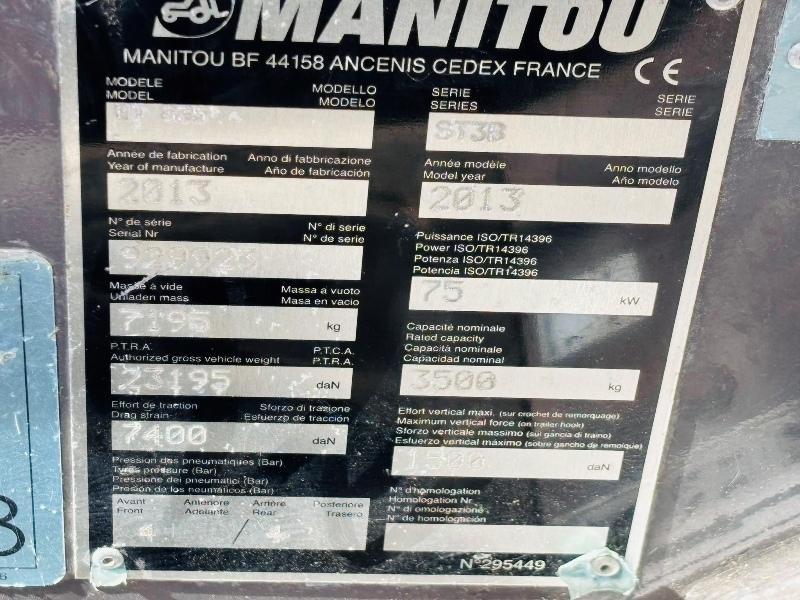 MANITOU
MANITOU BF 44158 ANCENIS CEDEX FRANCE CE
MODELE MODELLO
MODEL MODELO
SERIE SERIE
SERIES SERIE
ST3B
Année de fabrication Anno di fabbricazione
Year of manufacture Año de fabricación
2013
Année modèle Anno modello
Model year Año modelo
2013
N° de série N° di serie
Serial Nr N° de serie
Puissance ISO/TR14396
Power ISO/TR14396
Potenza ISO/TR14396
Potencia ISO/TR14396
75 kW
Masse à vide Massa a vuoto
Unladen mass Masa en vacio
7195 kg
Capacité nominale
Rated capacity
Capacità nominale
Capacidad nominal
3500 kg
P.T.R.A. P.T.C.A.
Authorized gross vehicle weight P.T.R.A.
23195 daN
Effort de traction Sforzo di trazione
Drag strain Esfuerzo de tracción
7400 daN
Effort vertical maxi. (sur crochet de remorquage)
Maximum vertical force (on trailer hook)
Sforzo verticale massimo (sul gancia di traino)
Esfuerzo vertical máximo (sobre gancho de remolque)
daN
Pression des pneumatiques (Bar)
Tyres pressure (Bar)
Pressione dei pneumatici (Bar)
Presión de los neumáticos (Bar)
Avant Anteriore Arrière Posteriore
Front Adelante Rear Trasero
4 / 4
N° d'homologation
Homologation Nr
N° di omologazione
N° de homologación
N° 295449
8
6